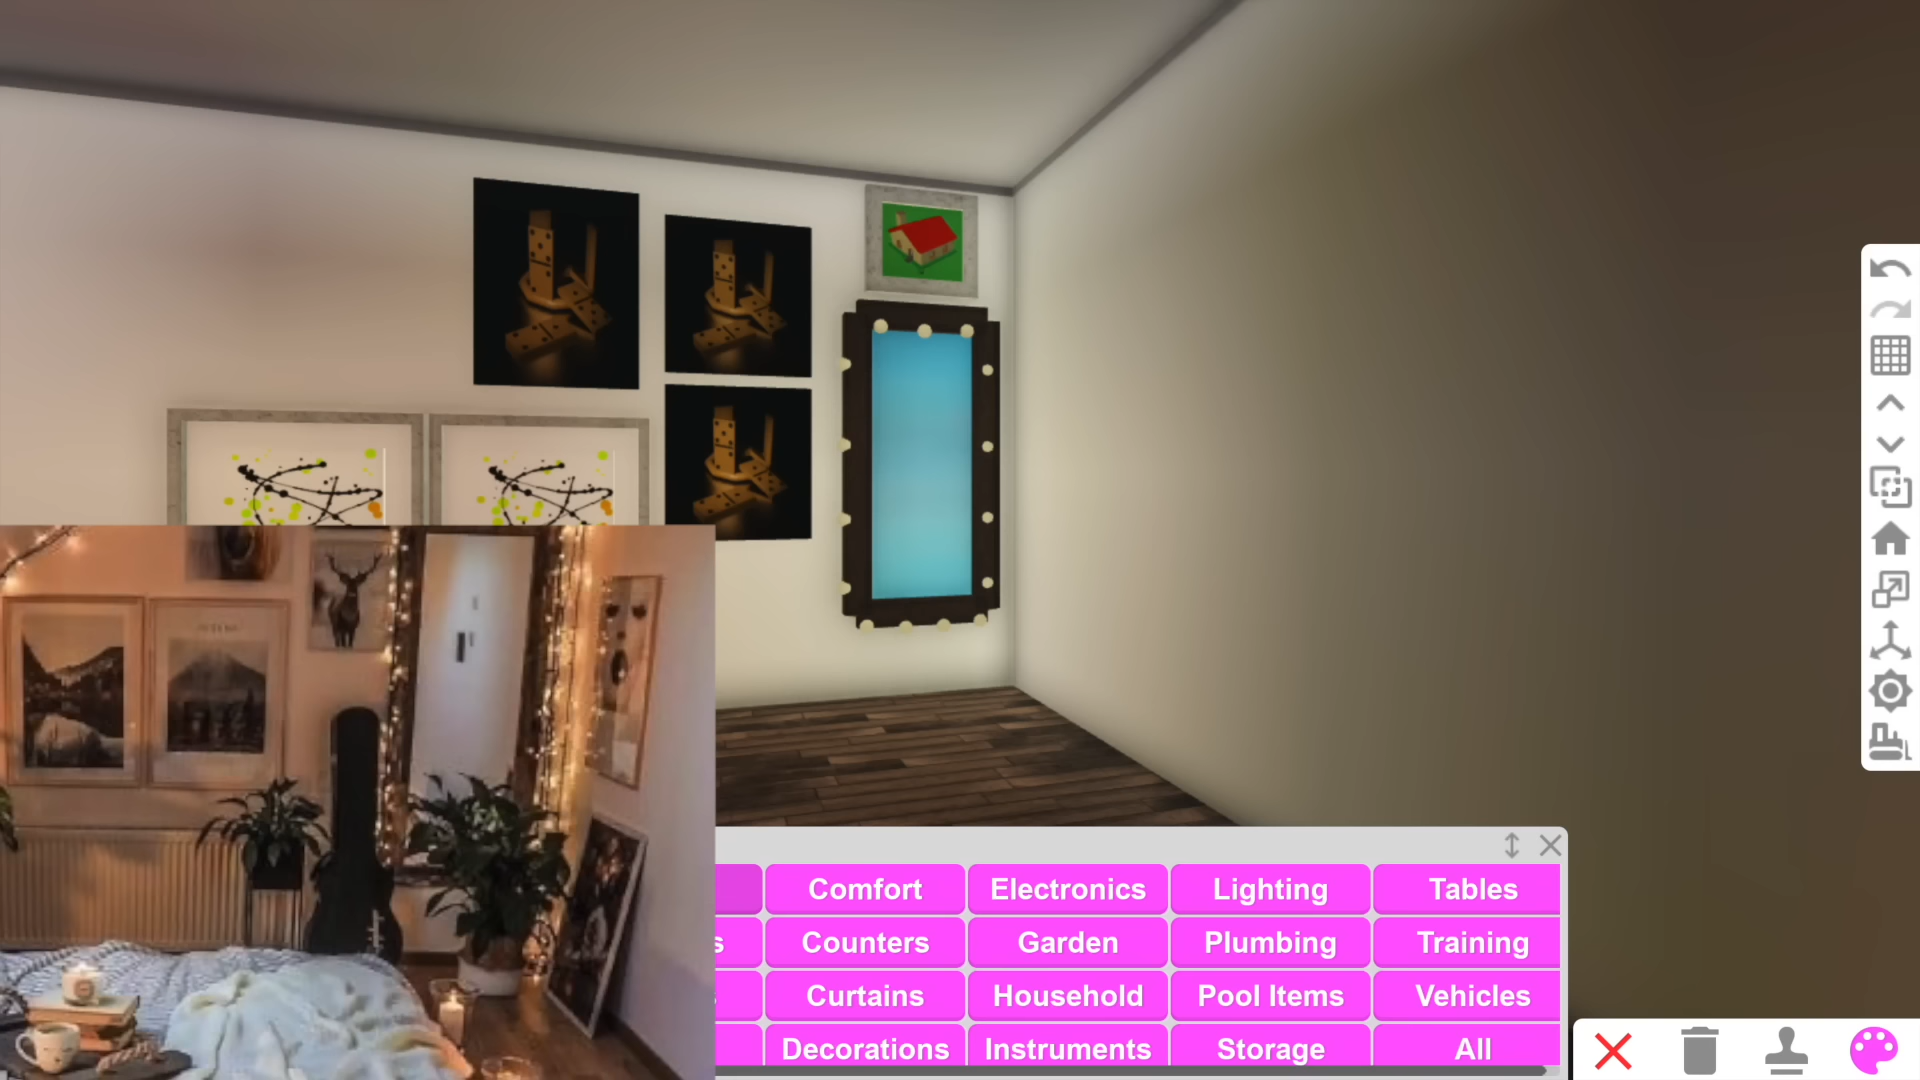 Comfort Electronics Lighting Tables
s Counters Garden Plumbing Training
Curtains Household Pool Items Vehicles
Decorations Instruments Storage All